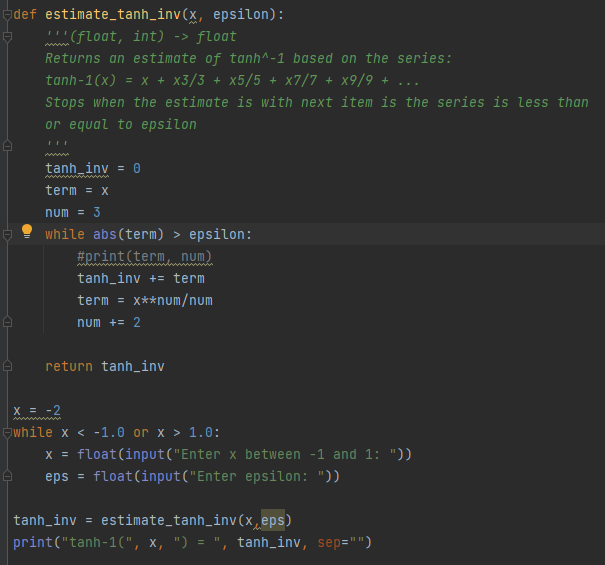 def estimate_tanh_inv(x, epsilon):
    '''(float, int) -> float
    Returns an estimate of tanh^-1 based on the series:
    tanh-1(x) = x + x3/3 + x5/5 + x7/7 + x9/9 + ...
    Stops when the estimate is with next item is the series is less than
    or equal to epsilon
    '''
    tanh_inv = 0
    term = x
    num = 3
    while abs(term) > epsilon:
        #print(term, num)
        tanh_inv += term
        term = x**num/num
        num += 2
    return tanh_inv
x = -2
while x < -1.0 or x > 1.0:
    x = float(input("Enter x between -1 and 1: "))
    eps = float(input("Enter epsilon: "))
tanh_inv = estimate_tanh_inv(x,eps)
print("tanh-1(", x, ") = ", tanh_inv, sep="")